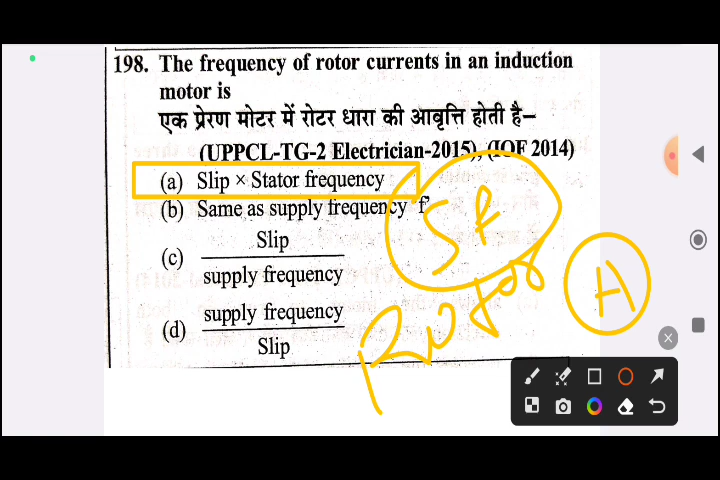 198. The frequency of rotor currents in an induction
motor is
एक प्रेरण मोटर में रोटर धारा की आवृत्ति होती है–
(UPPCL-TG-2 Electrician-2015), (IOF 2014)
(a) Slip × Stator frequency
(b) Same as supply frequency 'f'
(c) Slip
supply frequency
(d) supply frequency
Slip
Rotor